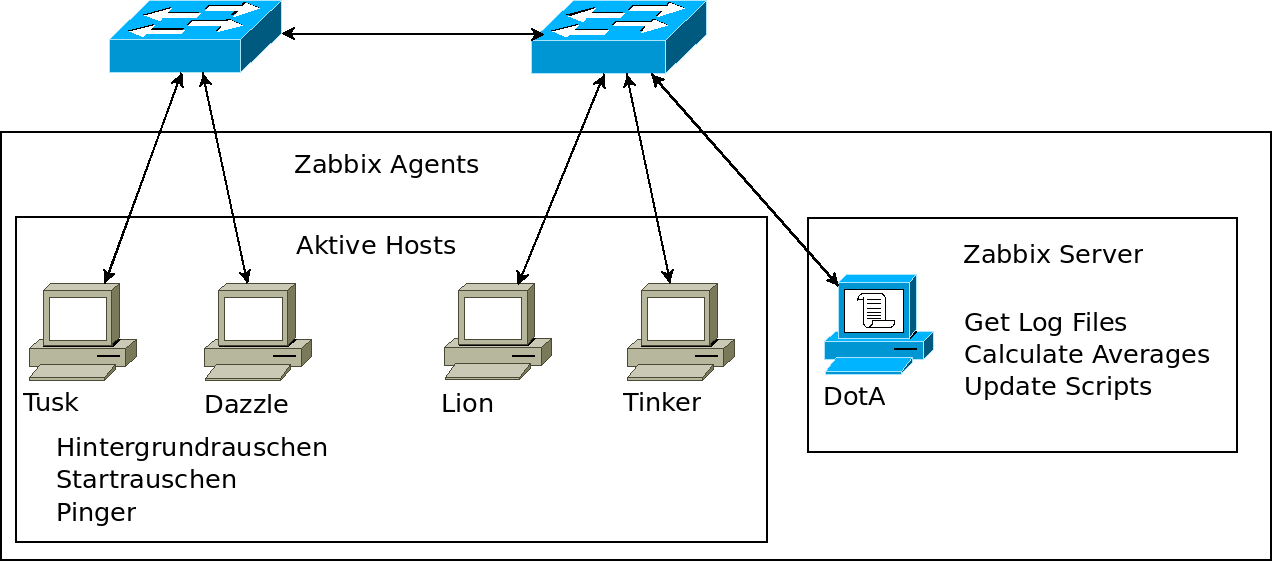 Zabbix Agents
Aktive Hosts
Zabbix Server
Get Log Files
Calculate Averages
Update Scripts
Tusk
Dazzle
Lion
Tinker
DotA
Hintergrundrauschen
Startrauschen
Pinger